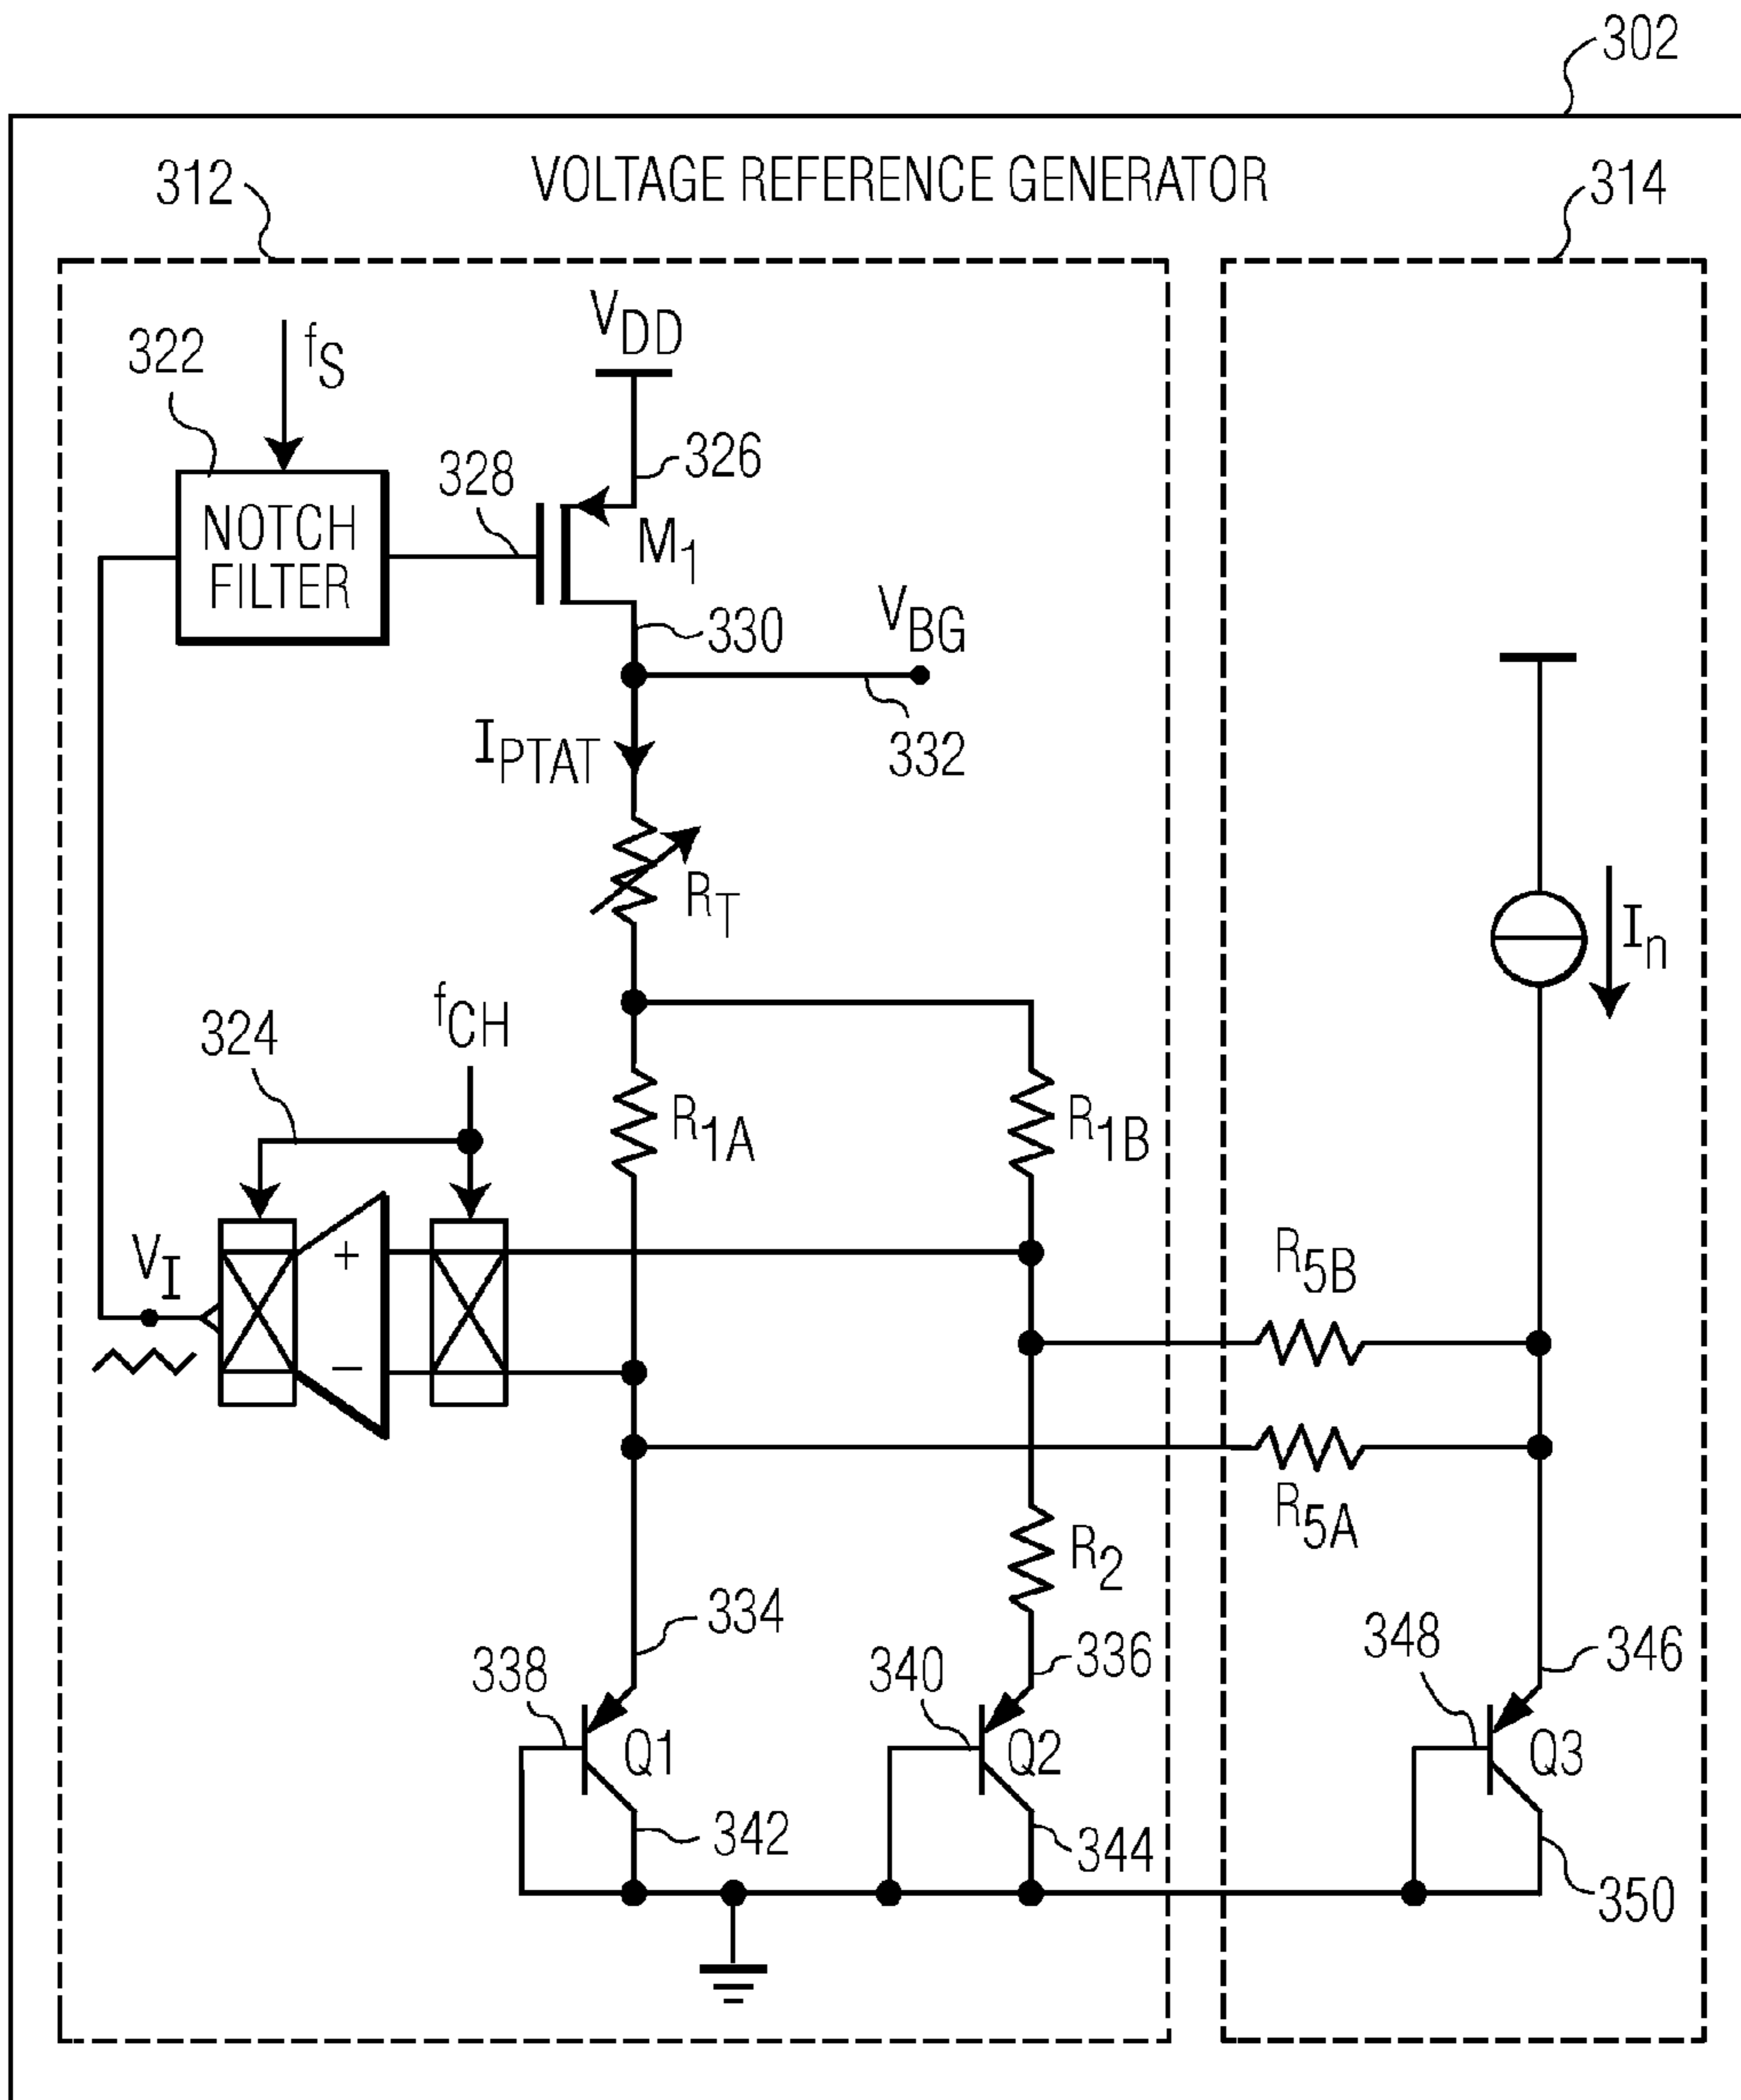 302
VOLTAGE REFERENCE GENERATOR
312
314
VDD
fS
322
326
328
NOTCH
FILTER
M1
330
VBG
332
IPTAT
RT
In
fCH
324
R1A
R1B
VI
+
−
R5B
R5A
R2
334
336
338
340
348
346
Q1
Q2
Q3
342
344
350